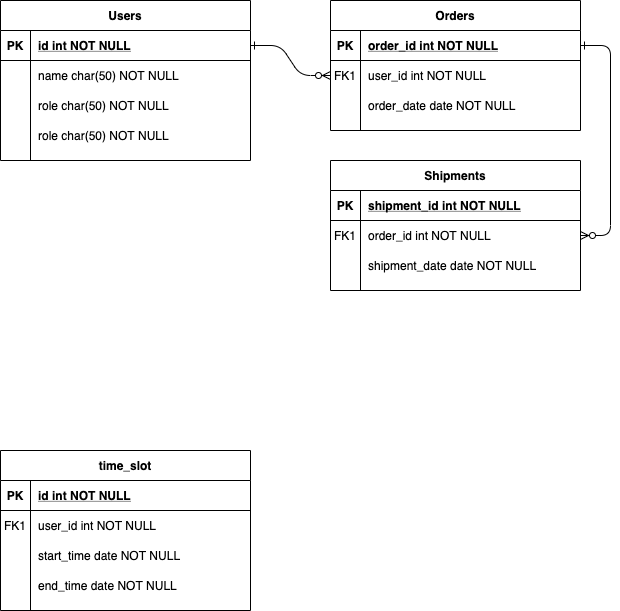 Users
PK id int NOT NULL
name char(50) NOT NULL
role char(50) NOT NULL
role char(50) NOT NULL
Orders
PK order_id int NOT NULL
FK1 user_id int NOT NULL
order_date date NOT NULL
Shipments
PK shipment_id int NOT NULL
FK1 order_id int NOT NULL
shipment_date date NOT NULL
time_slot
PK id int NOT NULL
FK1 user_id int NOT NULL
start_time date NOT NULL
end_time date NOT NULL